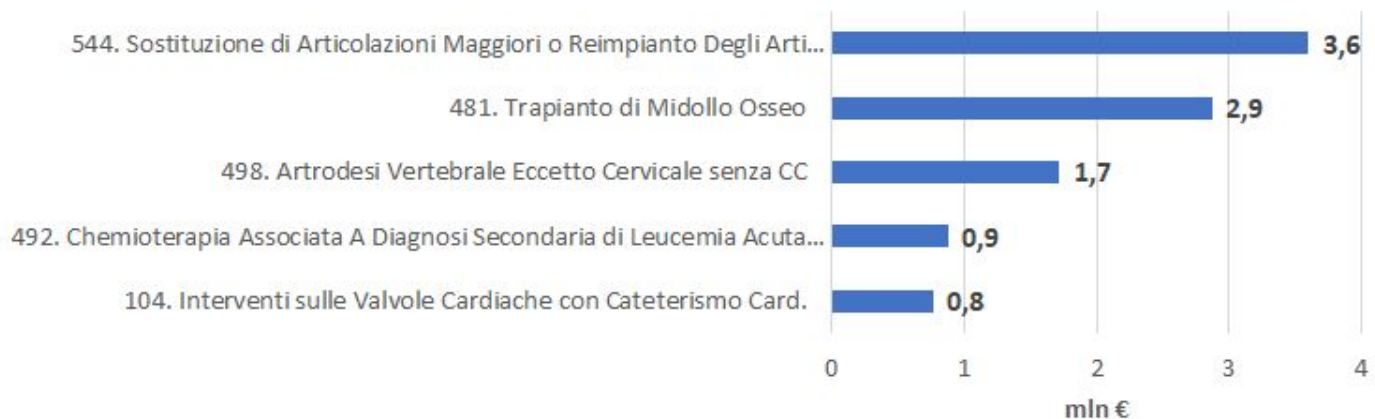 544. Sostituzione di Articolazioni Maggiori o Reimpianto Degli Arti... 3,6
481. Trapianto di Midollo Osseo 2,9
498. Artrodesi Vertebrale Eccetto Cervicale senza CC 1,7
492. Chemioterapia Associata A Diagnosi Secondaria di Leucemia Acuta... 0,9
104. Interventi sulle Valvole Cardiache con Cateterismo Card. 0,8
0 1 2 3 4
mln €